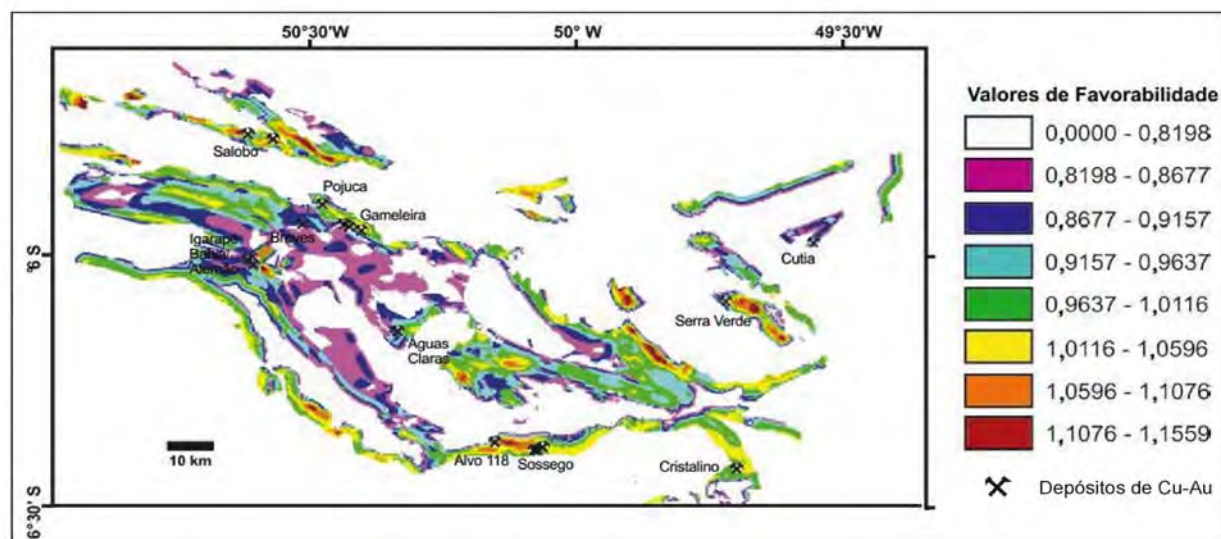 50°30'W
50° W
49°30'W
Salobo
Pojuca
Gameleira
Breves
Igarapé
Bahia/
Alemão
6°S
Cutia
Serra Verde
Águas
Claras
10 km
Alvo 118
Sossego
Cristalino
6°30' S
Valores de Favorabilidade
0,0000 - 0,8198
0,8198 - 0,8677
0,8677 - 0,9157
0,9157 - 0,9637
0,9637 - 1,0116
1,0116 - 1,0596
1,0596 - 1,1076
1,1076 - 1,1559
Depósitos de Cu-Au